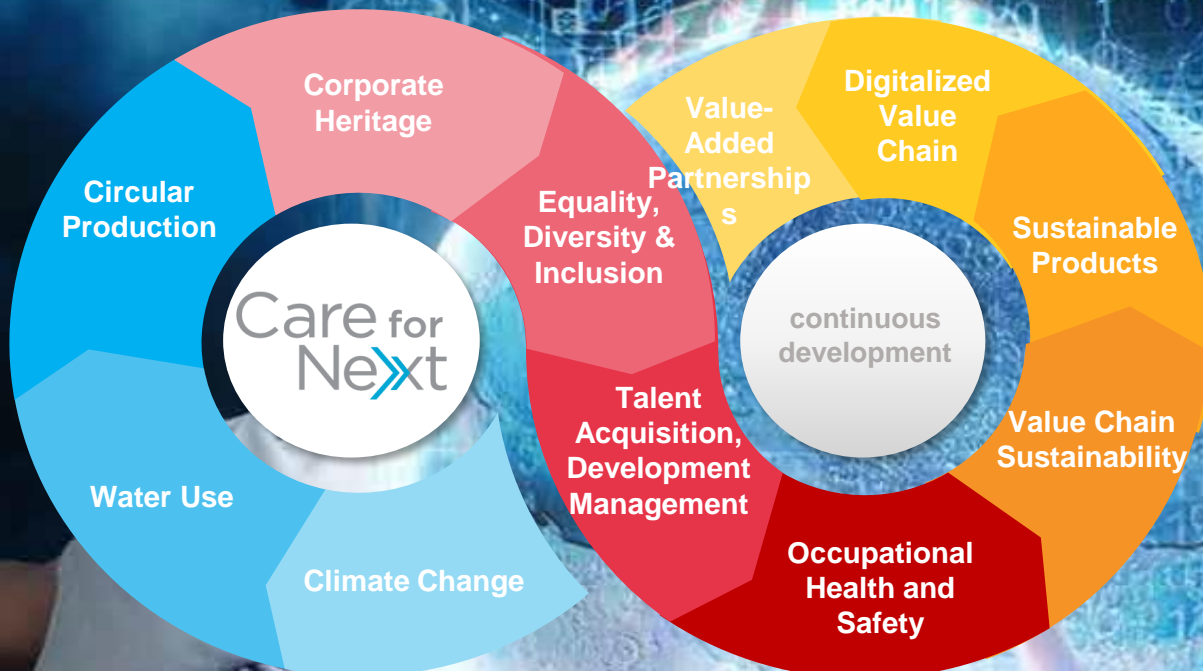 Corporate
Heritage
Circular
Production
Water Use
Climate Change
Care for
Next
Equality,
Diversity &
Inclusion
Talent
Acquisition,
Development
Management
Value-
Added
Partnership
s
Digitalized
Value
Chain
Sustainable
Products
Value Chain
Sustainability
Occupational
Health and
Safety
continuous
development